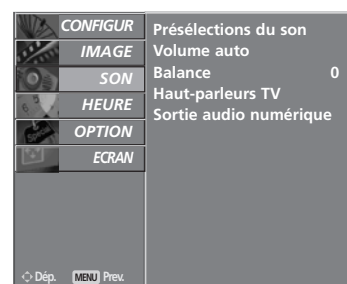 CONFIGUR
IMAGE
SON
HEURE
OPTION
ECRAN
Présélections du son
Volume auto
Balance 0
Haut-parleurs TV
Sortie audio numérique
Dép. MENU Prev.